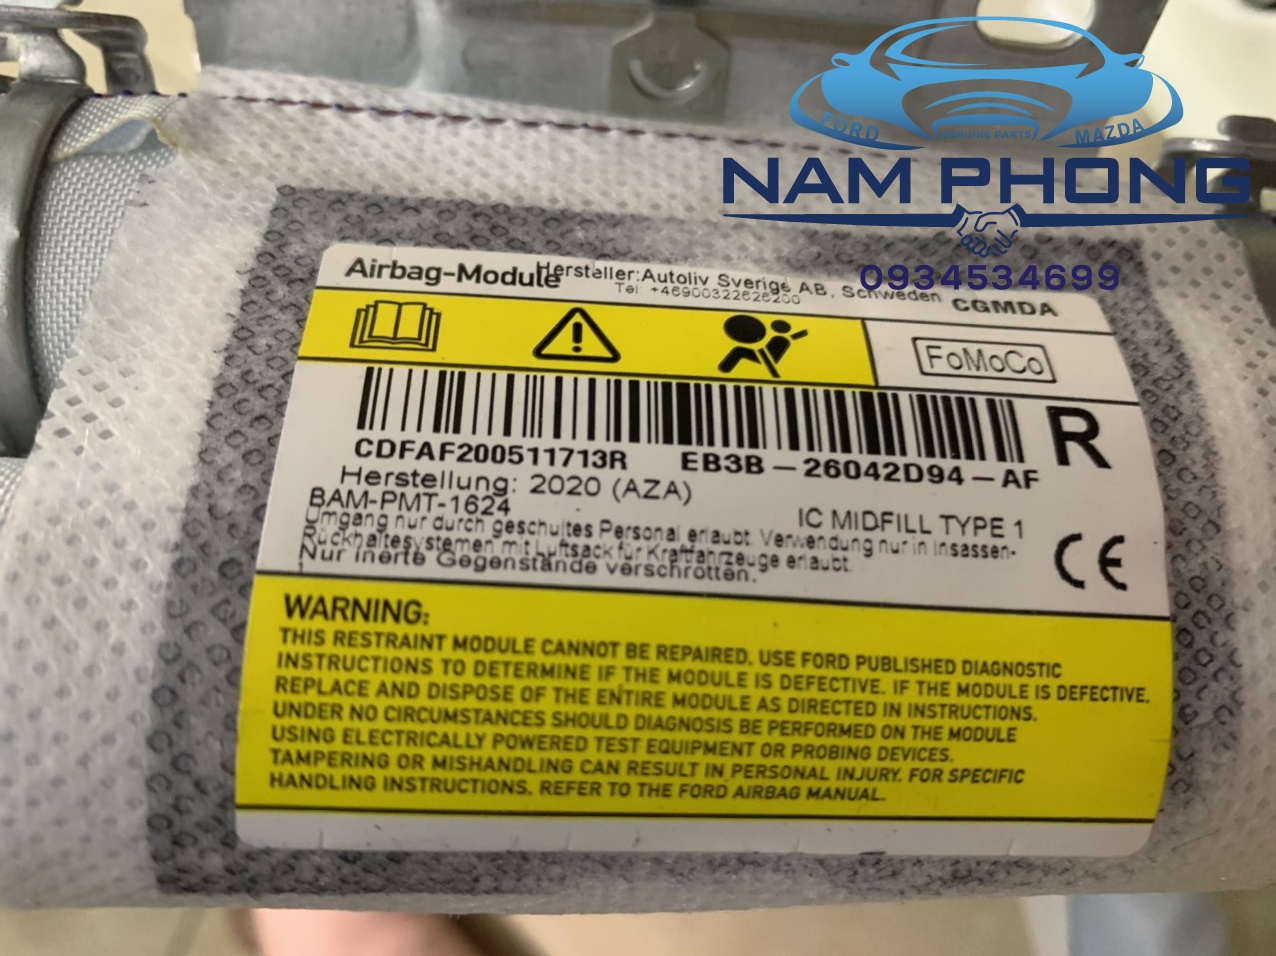 FORD GENUINE PARTS MAZDA
NAM PHONG
0934534699
Airbag-Module Hersteller:Autoliv Sverige AB, Schweden CGMDA
Tel: +46900322626200
FoMoCo
R
CDFAF200511713R EB3B-26042D94-AF
Herstellung: 2020 (AZA)
BAM-PMT-1624 IC MIDFILL TYPE 1
Umgang nur durch geschultes Personal erlaubt. Verwendung nur in Insassen-
Rückhaltesystemen mit Luftsack für Kraftfahrzeuge erlaubt.
Nur inerte Gegenstände verschrotten.
CE
WARNING:
THIS RESTRAINT MODULE CANNOT BE REPAIRED. USE FORD PUBLISHED DIAGNOSTIC
INSTRUCTIONS TO DETERMINE IF THE MODULE IS DEFECTIVE. IF THE MODULE IS DEFECTIVE.
REPLACE AND DISPOSE OF THE ENTIRE MODULE AS DIRECTED IN INSTRUCTIONS.
UNDER NO CIRCUMSTANCES SHOULD DIAGNOSIS BE PERFORMED ON THE MODULE
USING ELECTRICALLY POWERED TEST EQUIPMENT OR PROBING DEVICES.
TAMPERING OR MISHANDLING CAN RESULT IN PERSONAL INJURY. FOR SPECIFIC
HANDLING INSTRUCTIONS. REFER TO THE FORD AIRBAG MANUAL.